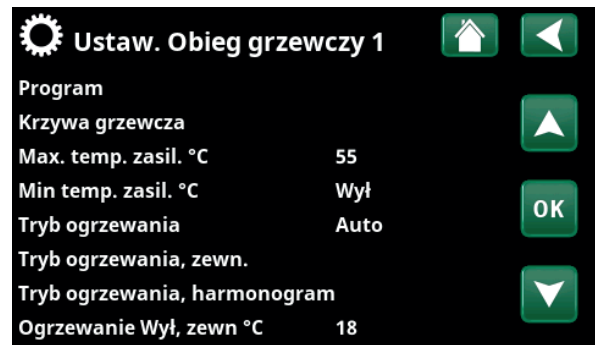 Ustaw. Obieg grzewczy 1
Program
Krzywa grzewcza
Max. temp. zasil. °C 55
Min temp. zasil. °C Wył
Tryb ogrzewania Auto
OK
Tryb ogrzewania, zewn.
Tryb ogrzewania, harmonogram
Ogrzewanie Wył, zewn °C 18